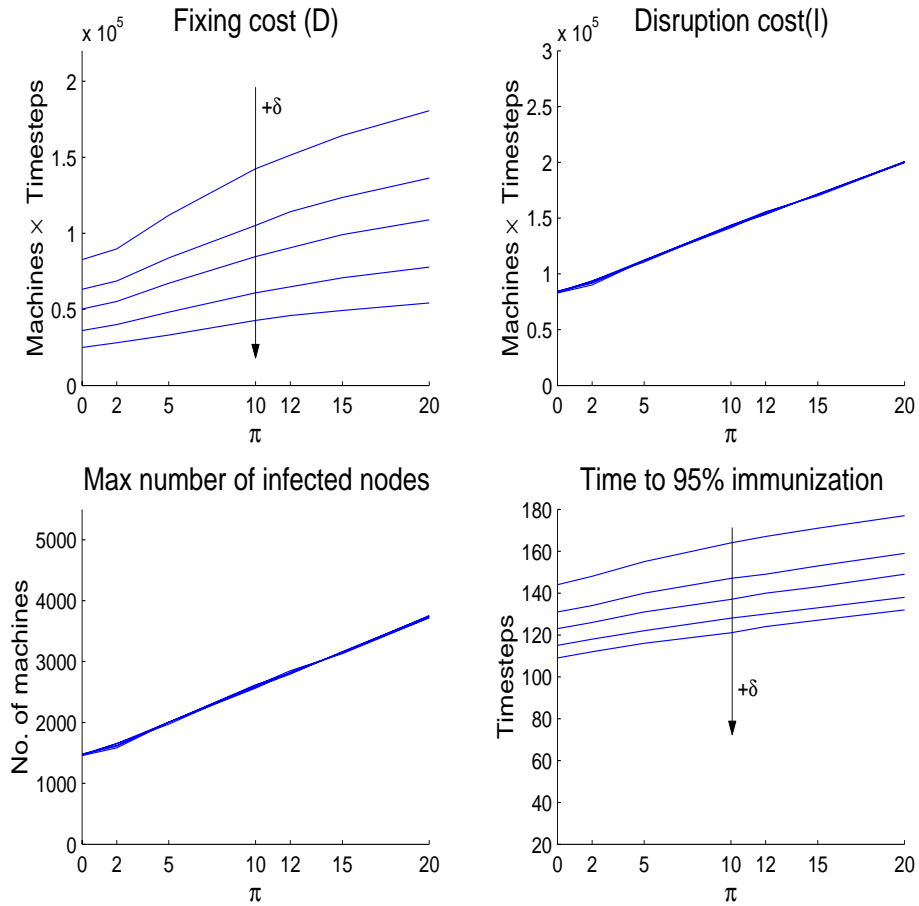 Fixing cost (D)
x 10^5
2
1.5
1
0.5
0
Machines × Timesteps
+δ
0 2 5 10 12 15 20
π
Disruption cost(I)
x 10^5
3
2.5
2
1.5
1
0.5
0
Machines × Timesteps
0 2 5 10 12 15 20
π
Max number of infected nodes
5000
4000
3000
2000
1000
0
No. of machines
0 2 5 10 12 15 20
π
Time to 95% immunization
180
160
140
120
100
80
60
40
20
Timesteps
+δ
0 2 5 10 12 15 20
π